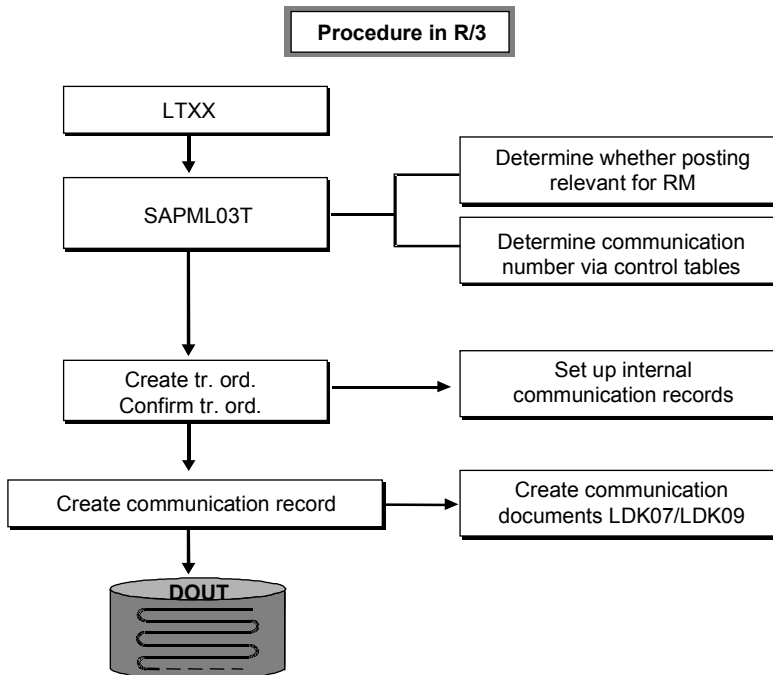 Procedure in R/3
LTXX
SAPML03T
Determine whether posting
relevant for RM
Determine communication
number via control tables
Create tr. ord.
Confirm tr. ord.
Set up internal
communication records
Create communication record
Create communication
documents LDK07/LDK09
DOUT